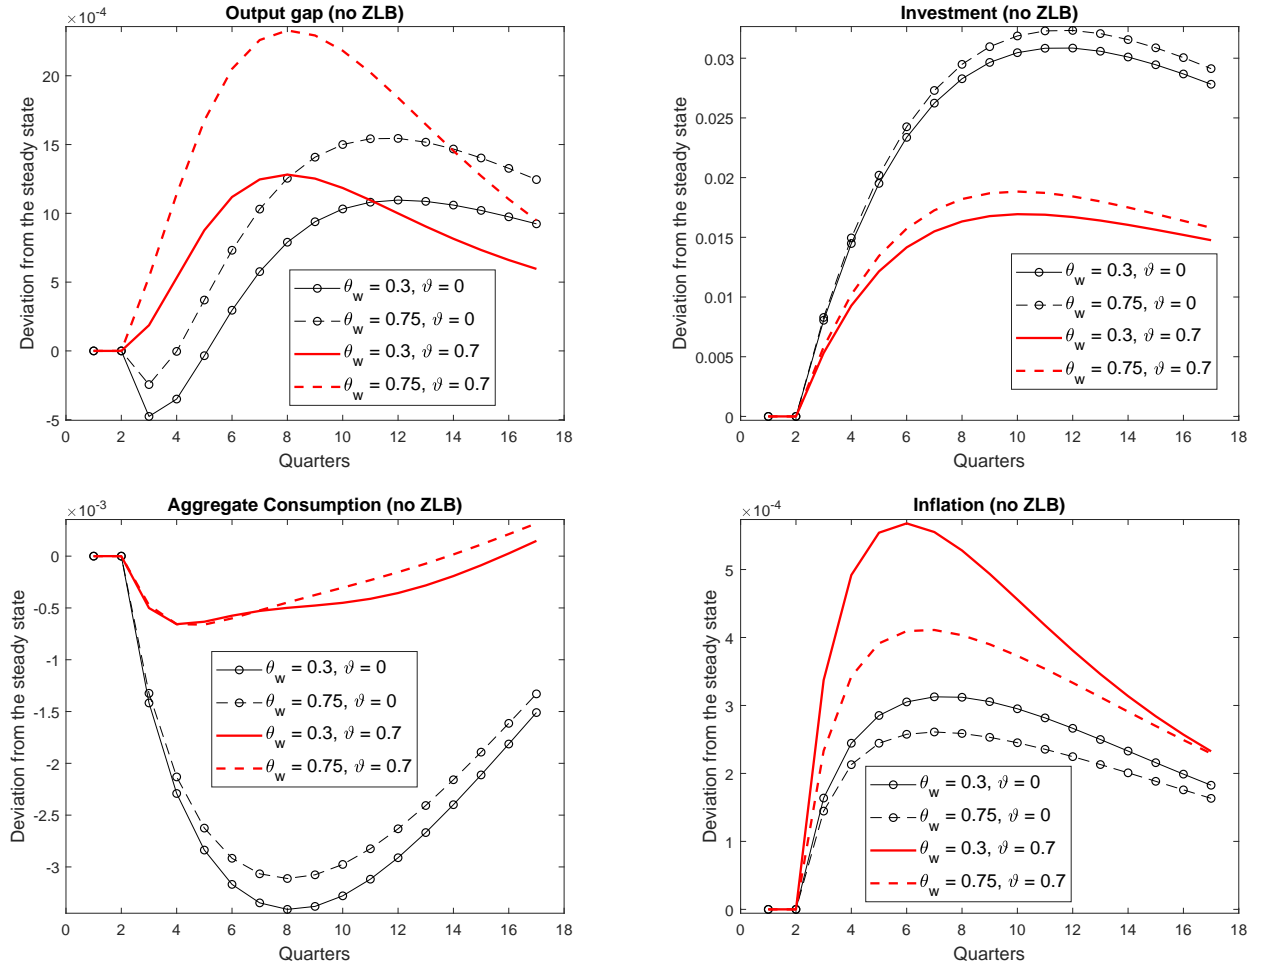 Output gap (no ZLB)
×10⁻⁴
Deviation from the steady state
20
15
10
5
0
-5
0 2 4 6 8 10 12 14 16 18
Quarters
θw = 0.3, ϑ = 0
θw = 0.75, ϑ = 0
θw = 0.3, ϑ = 0.7
θw = 0.75, ϑ = 0.7
Investment (no ZLB)
Deviation from the steady state
0.03
0.025
0.02
0.015
0.01
0.005
0
0 2 4 6 8 10 12 14 16 18
Quarters
θw = 0.3, ϑ = 0
θw = 0.75, ϑ = 0
θw = 0.3, ϑ = 0.7
θw = 0.75, ϑ = 0.7
Aggregate Consumption (no ZLB)
×10⁻³
Deviation from the steady state
0
-0.5
-1
-1.5
-2
-2.5
-3
0 2 4 6 8 10 12 14 16 18
Quarters
θw = 0.3, ϑ = 0
θw = 0.75, ϑ = 0
θw = 0.3, ϑ = 0.7
θw = 0.75, ϑ = 0.7
Inflation (no ZLB)
×10⁻⁴
Deviation from the steady state
5
4
3
2
1
0
0 2 4 6 8 10 12 14 16 18
Quarters
θw = 0.3, ϑ = 0
θw = 0.75, ϑ = 0
θw = 0.3, ϑ = 0.7
θw = 0.75, ϑ = 0.7